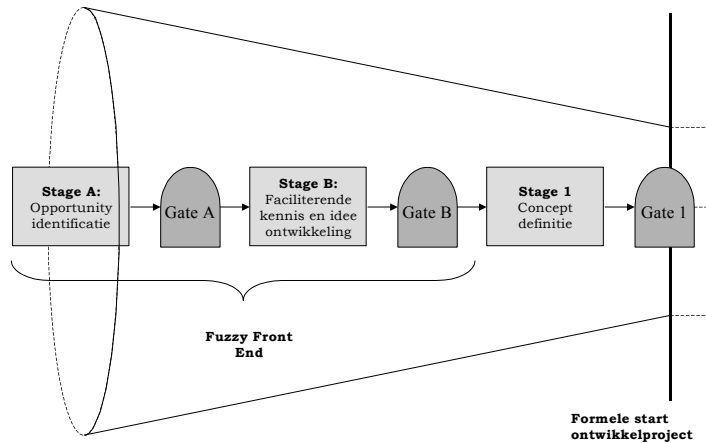 Stage A:
Opportunity
identificatie
Gate A
Stage B:
Faciliterende
kennis en idee
ontwikkeling
Gate B
Stage 1
Concept
definitie
Gate 1
Fuzzy Front
End
Formele start
ontwikkelproject